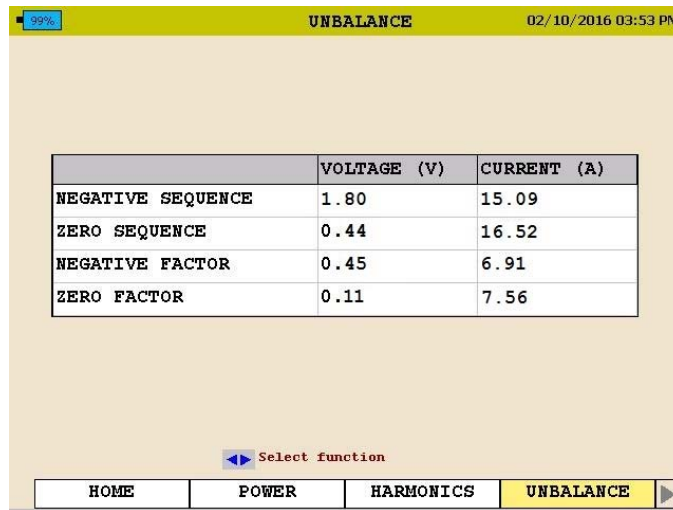 99% UNBALANCE 02/10/2016 03:53 PM
VOLTAGE (V) CURRENT (A)
NEGATIVE SEQUENCE 1.80 15.09
ZERO SEQUENCE 0.44 16.52
NEGATIVE FACTOR 0.45 6.91
ZERO FACTOR 0.11 7.56
Select function
HOME POWER HARMONICS UNBALANCE